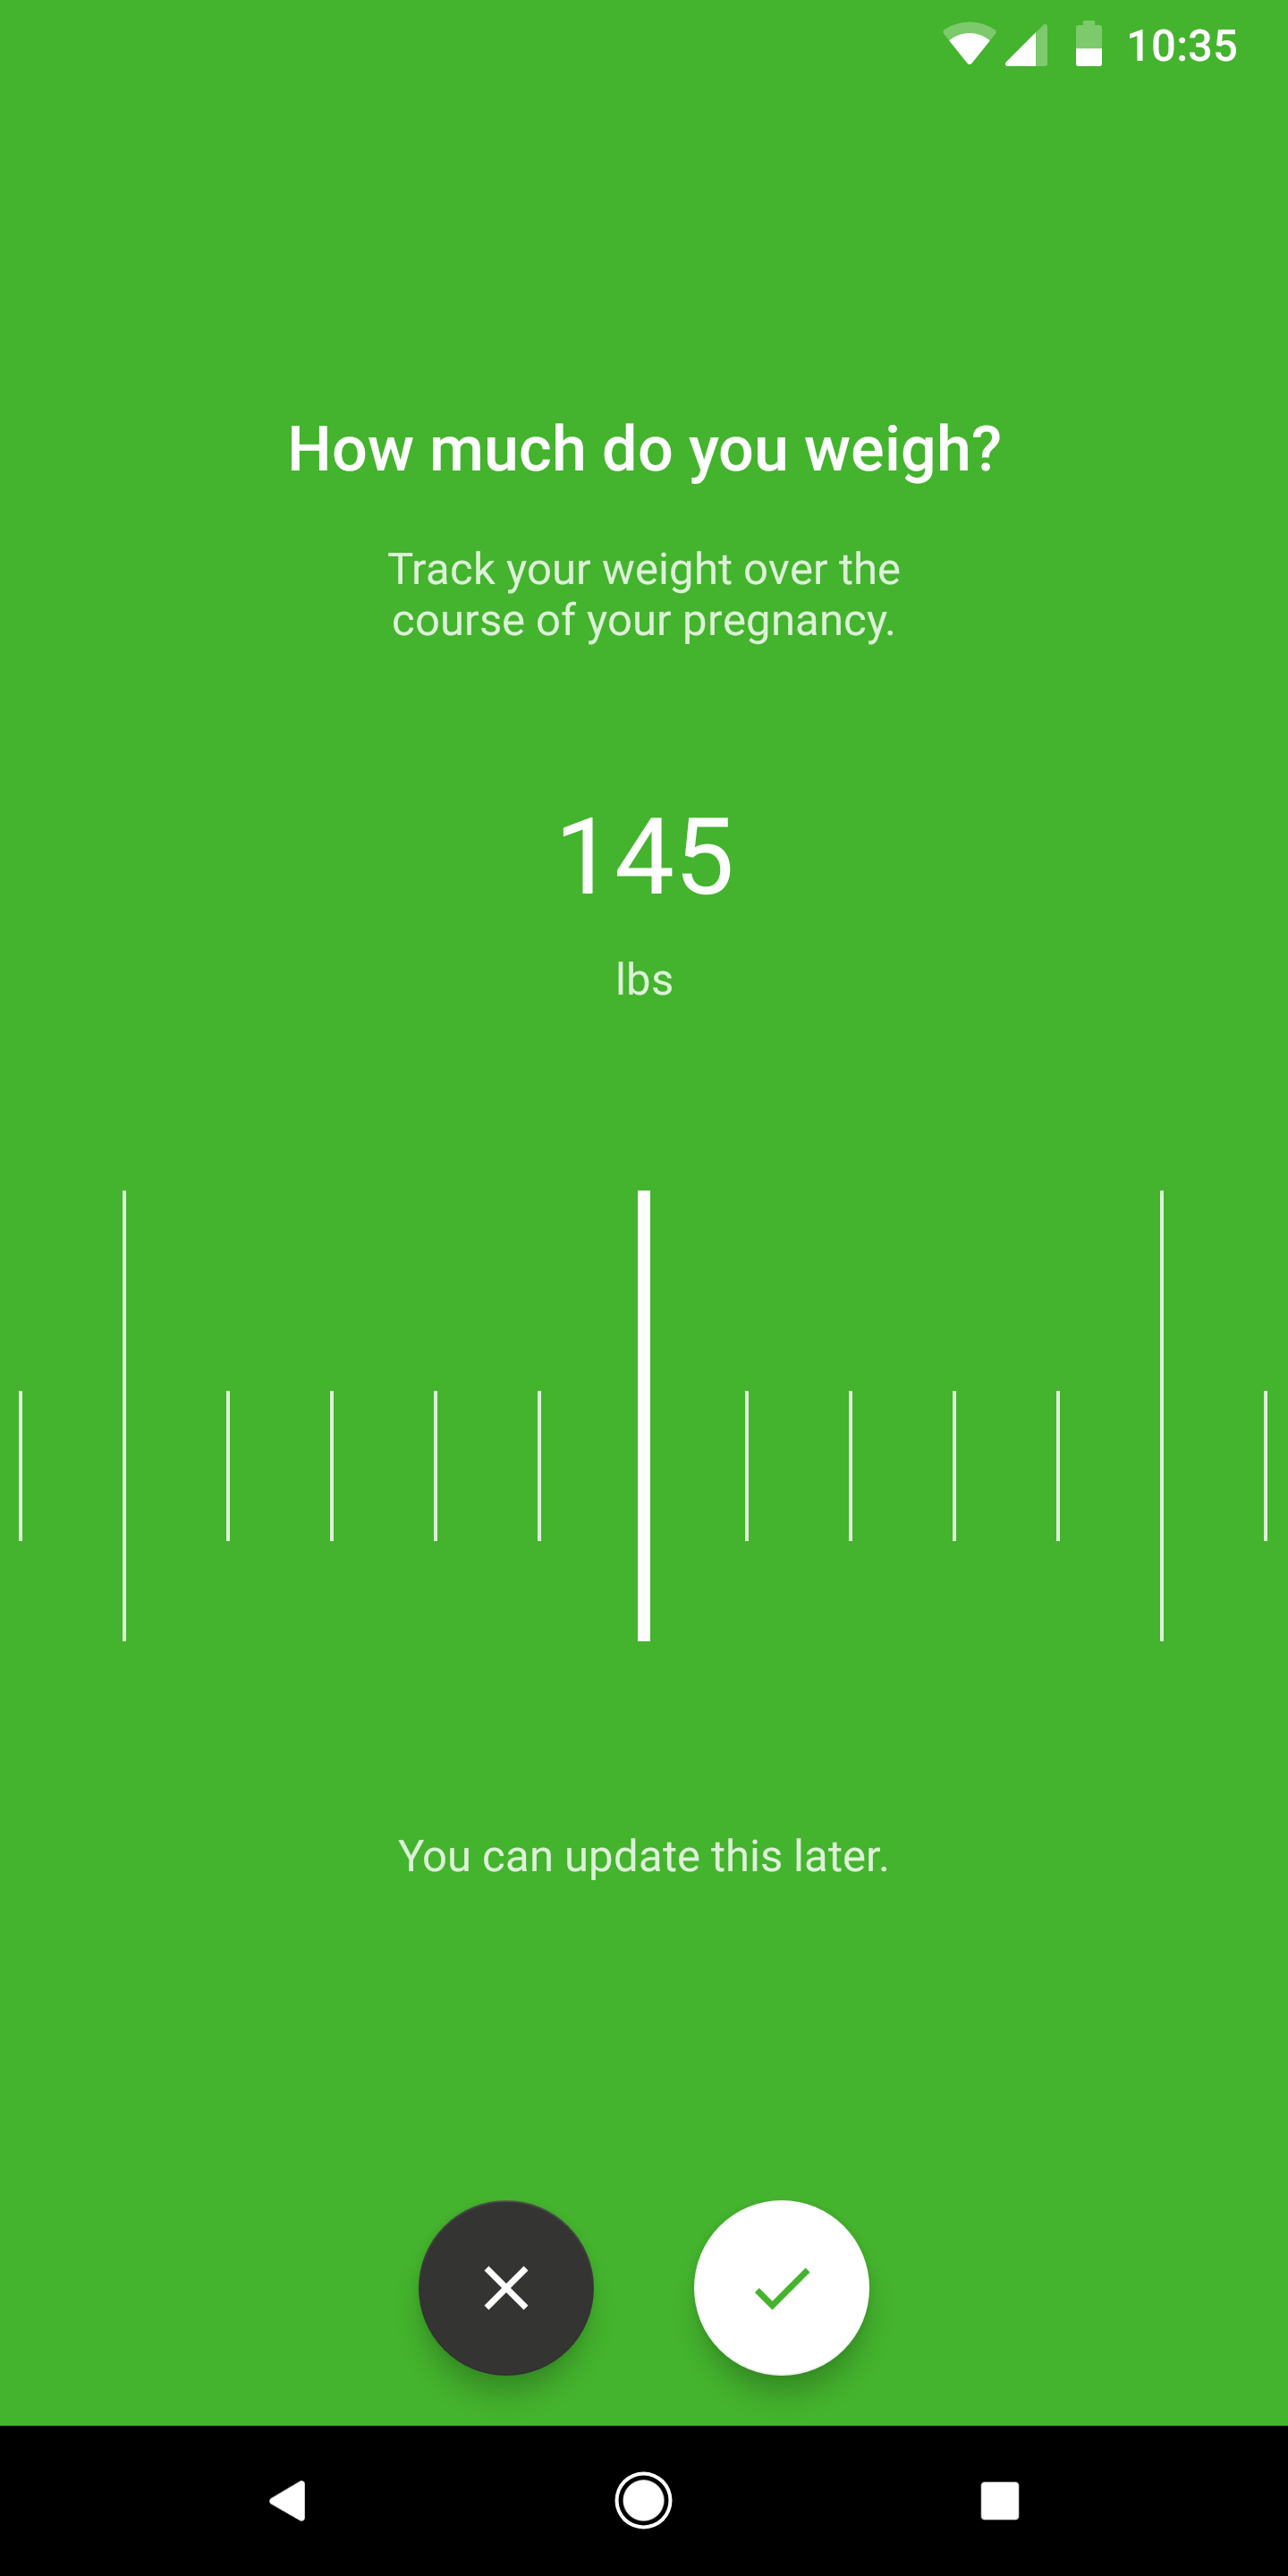 10:35
How much do you weigh?
Track your weight over the
course of your pregnancy.
145
lbs
You can update this later.